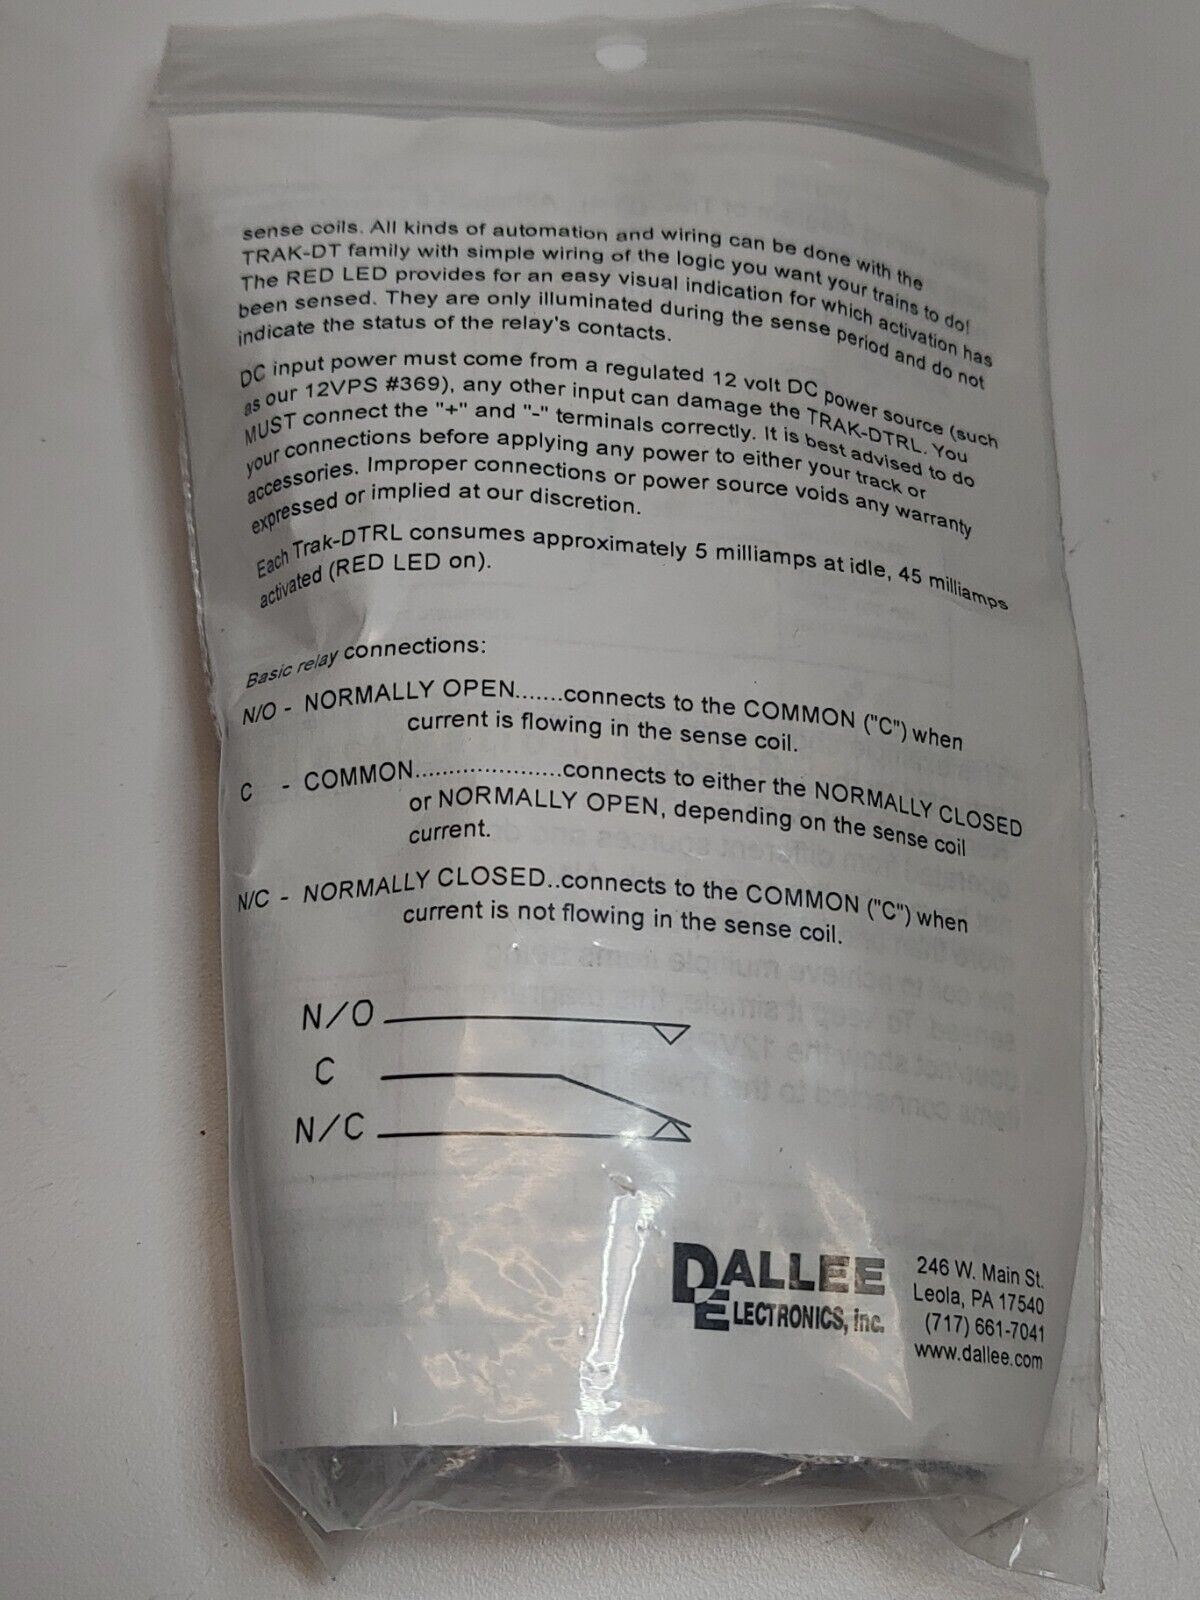 sense coils. All kinds of automation and wiring can be done with the
TRAK-DT family with simple wiring of the logic you want your trains to do!
The RED LED provides for an easy visual indication for which activation has
been sensed. They are only illuminated during the sense period and do not
indicate the status of the relay's contacts.
DC input power must come from a regulated 12 volt DC power source (such
as our 12VPS #369), any other input can damage the TRAK-DTRL. You
MUST connect the "+" and "-" terminals correctly. It is best advised to do
your connections before applying any power to either your track or
accessories. Improper connections or power source voids any warranty
expressed or implied at our discretion.
Each Trak-DTRL consumes approximately 5 milliamps at idle, 45 milliamps
activated (RED LED on).
Basic relay connections:
N/O - NORMALLY OPEN.......connects to the COMMON ("C") when
current is flowing in the sense coil.
C - COMMON......................connects to either the NORMALLY CLOSED
or NORMALLY OPEN, depending on the sense coil
current.
N/C - NORMALLY CLOSED..connects to the COMMON ("C") when
current is not flowing in the sense coil.
N/O
C
N/C
DALLEE
ELECTRONICS, inc.
246 W. Main St.
Leola, PA 17540
(717) 661-7041
www.dallee.com